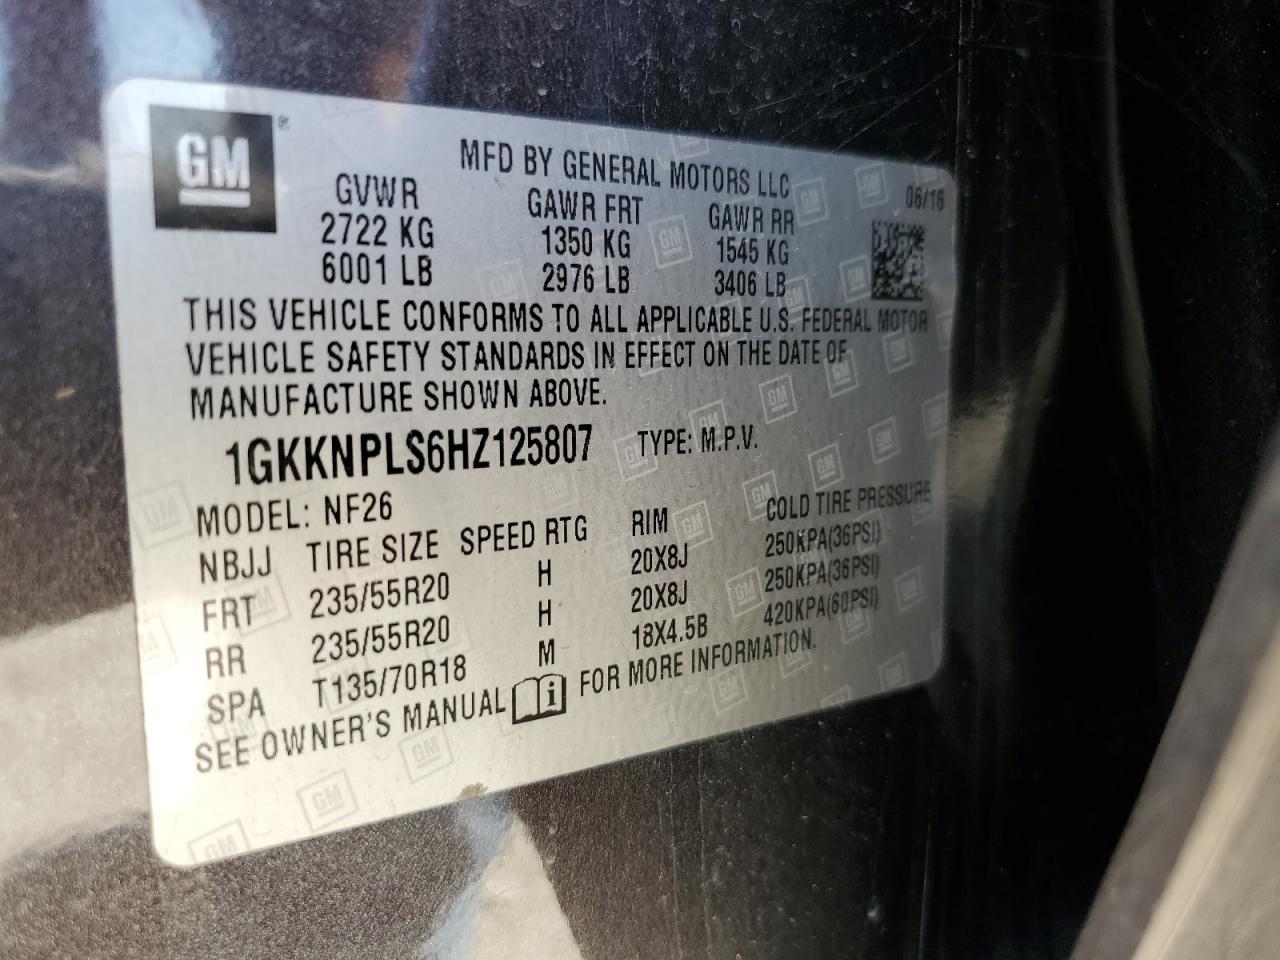 GM ®
MFD BY GENERAL MOTORS LLC
06/16
GVWR GAWR FRT GAWR RR
2722 KG 1350 KG 1545 KG
6001 LB 2976 LB 3406 LB
THIS VEHICLE CONFORMS TO ALL APPLICABLE U.S. FEDERAL MOTOR
VEHICLE SAFETY STANDARDS IN EFFECT ON THE DATE OF
MANUFACTURE SHOWN ABOVE.
1GKKNPLS6HZ125807 TYPE: M.P.V.
MODEL: NF26
NBJJ TIRE SIZE SPEED RTG RIM COLD TIRE PRESSURE
FRT 235/55R20 H 20X8J 250KPA(36PSI)
RR 235/55R20 H 20X8J 250KPA(36PSI)
SPA T135/70R18 M 18X4.5B 420KPA(60PSI)
SEE OWNER'S MANUAL i FOR MORE INFORMATION.